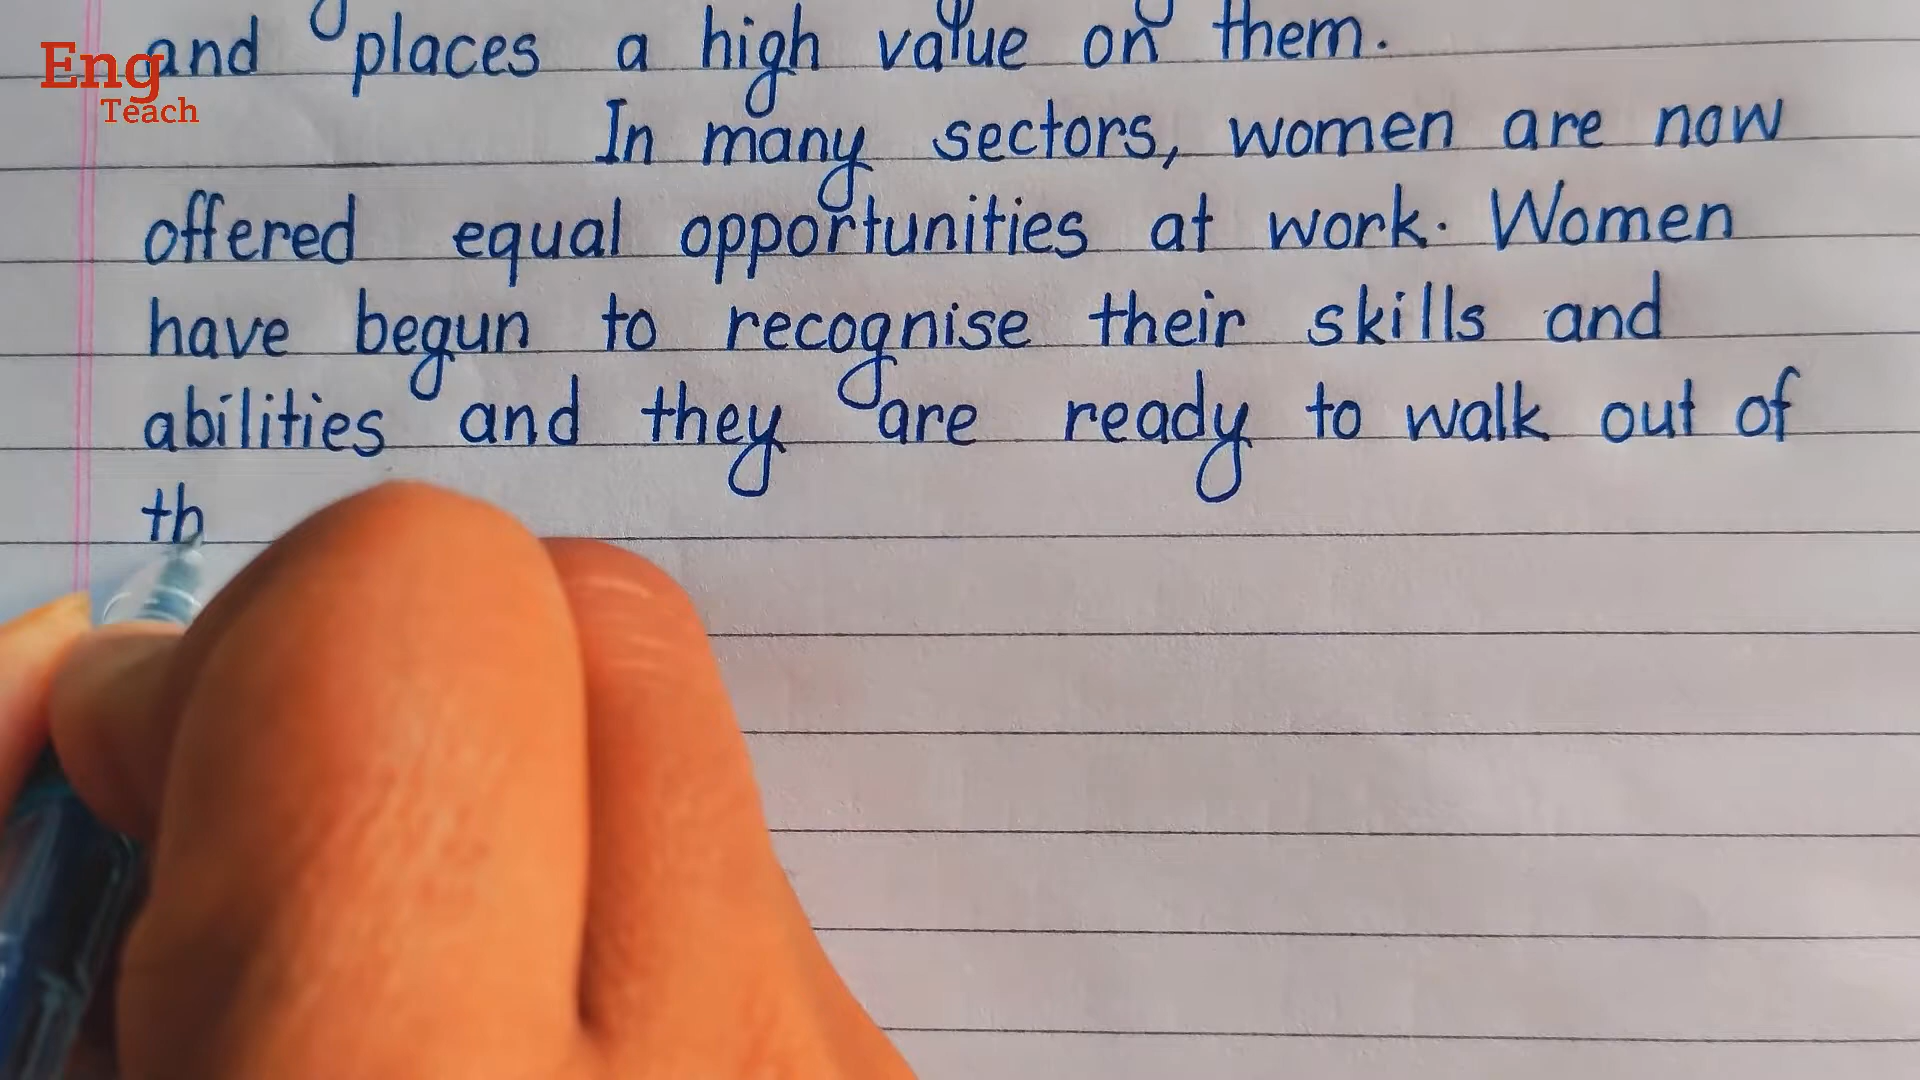 Eng
Teach
and places a high value on them.
In many sectors, women are now
offered equal opportunities at work. Women
have begun to recognise their skills and
abilities and they are ready to walk out of
th